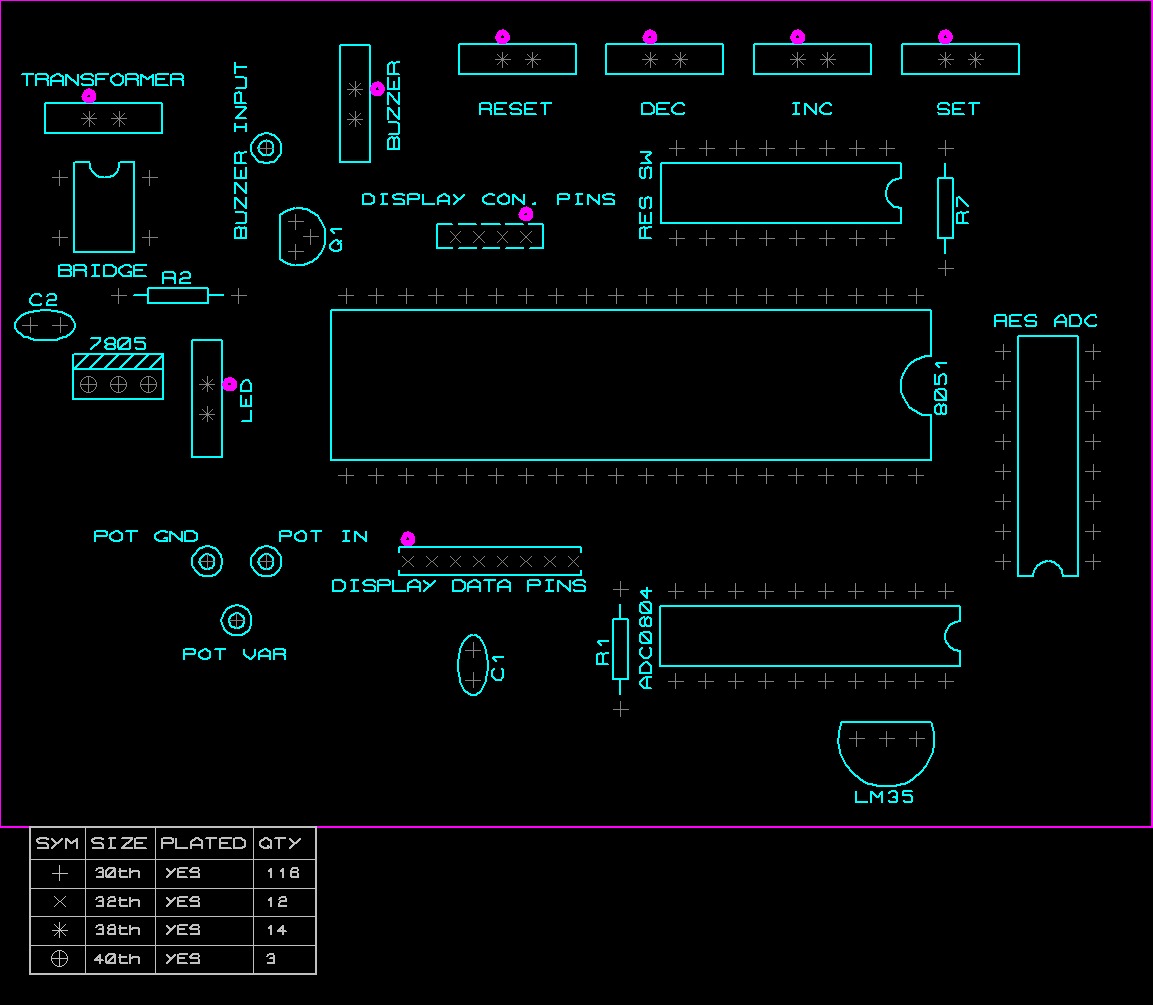 TRANSFORMER
BUZZER INPUT
BUZZER
RESET
DEC
INC
SET
DISPLAY CON. PINS
RES SW
R7
Q1
BRIDGE
R2
C2
7805
LED
8051
RES ADC
POT GND
POT IN
DISPLAY DATA PINS
POT VAR
C1
R1
ADC0804
LM35
SYM SIZE PLATED QTY
30th YES 116
32th YES 12
38th YES 14
40th YES 3